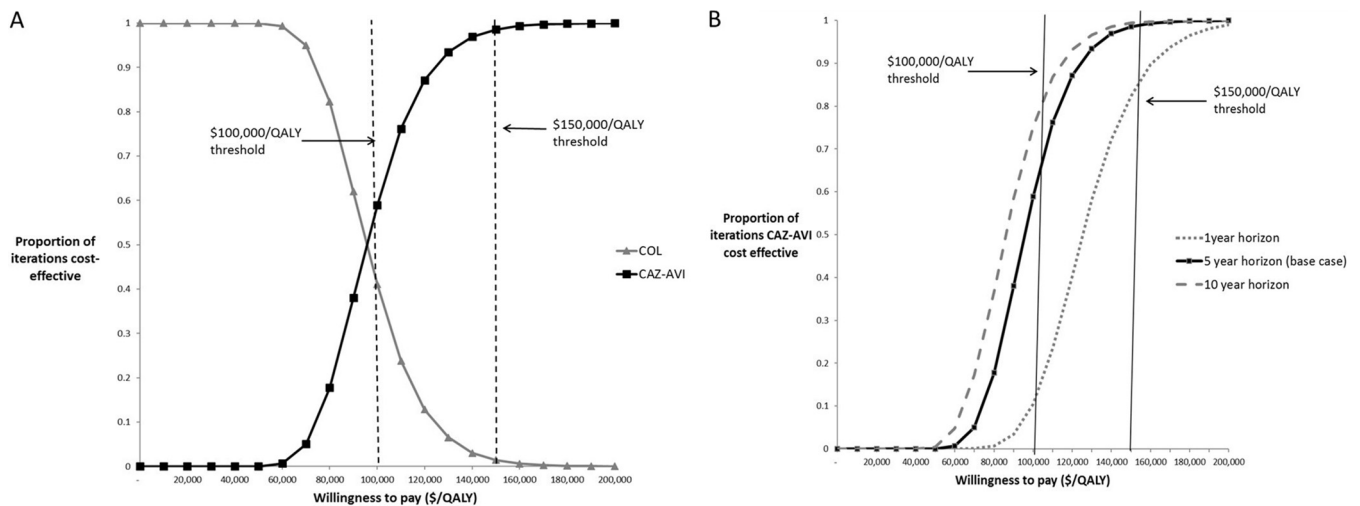 A
1
0.9
0.8
0.7
0.6
0.5
0.4
0.3
0.2
0.1
0
Proportion of
iterations cost-
effective
$100,000/QALY
threshold
$150,000/QALY
threshold
COL
CAZ-AVI
- 20,000 40,000 60,000 80,000 100,000 120,000 140,000 160,000 180,000 200,000
Willingness to pay ($/QALY)
B
1
0.9
0.8
0.7
0.6
0.5
0.4
0.3
0.2
0.1
0
Proportion of
iterations CAZ-AVI
cost effective
$100,000/QALY
threshold
$150,000/QALY
threshold
1year horizon
5 year horizon (base case)
10 year horizon
- 20,000 40,000 60,000 80,000 100,000 120,000 140,000 160,000 180,000 200,000
Willingness to pay ($/QALY)